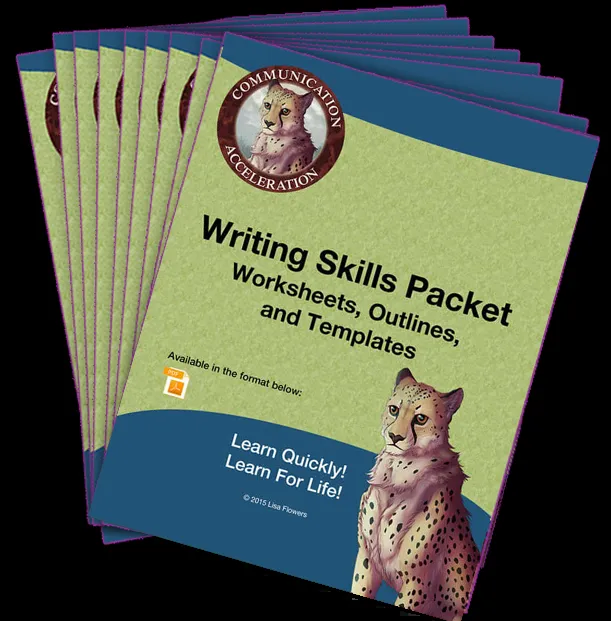 COMMUNICATION
ACCELERATION
Writing Skills Packet
Worksheets, Outlines,
and Templates
Available in the format below:
PDF
Learn Quickly!
Learn For Life!
© 2015 Lisa Flowers